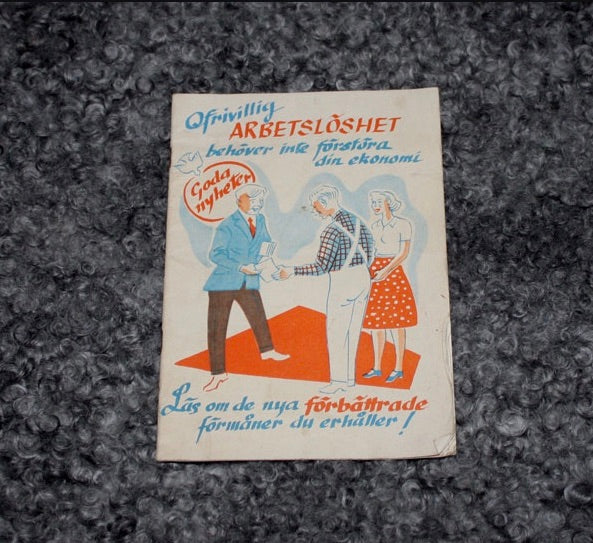 Ofrivillig
ARBETSLÖSHET
behöver inte förstöra
din ekonomi
Goda
nyheter
Läs om de nya förbättrade
förmåner du erhåller!